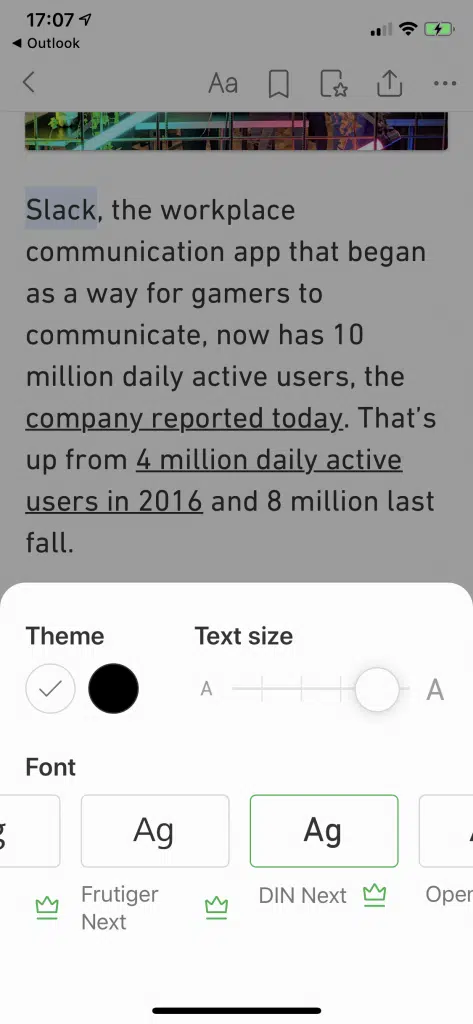 17:07
◀ Outlook
Aa
Slack, the workplace
communication app that began
as a way for gamers to
communicate, now has 10
million daily active users, the
company reported today. That’s
up from 4 million daily active
users in 2016 and 8 million last
fall.
Theme
Text size
A
A
Font
Ag
Ag
Frutiger
Next
DIN Next